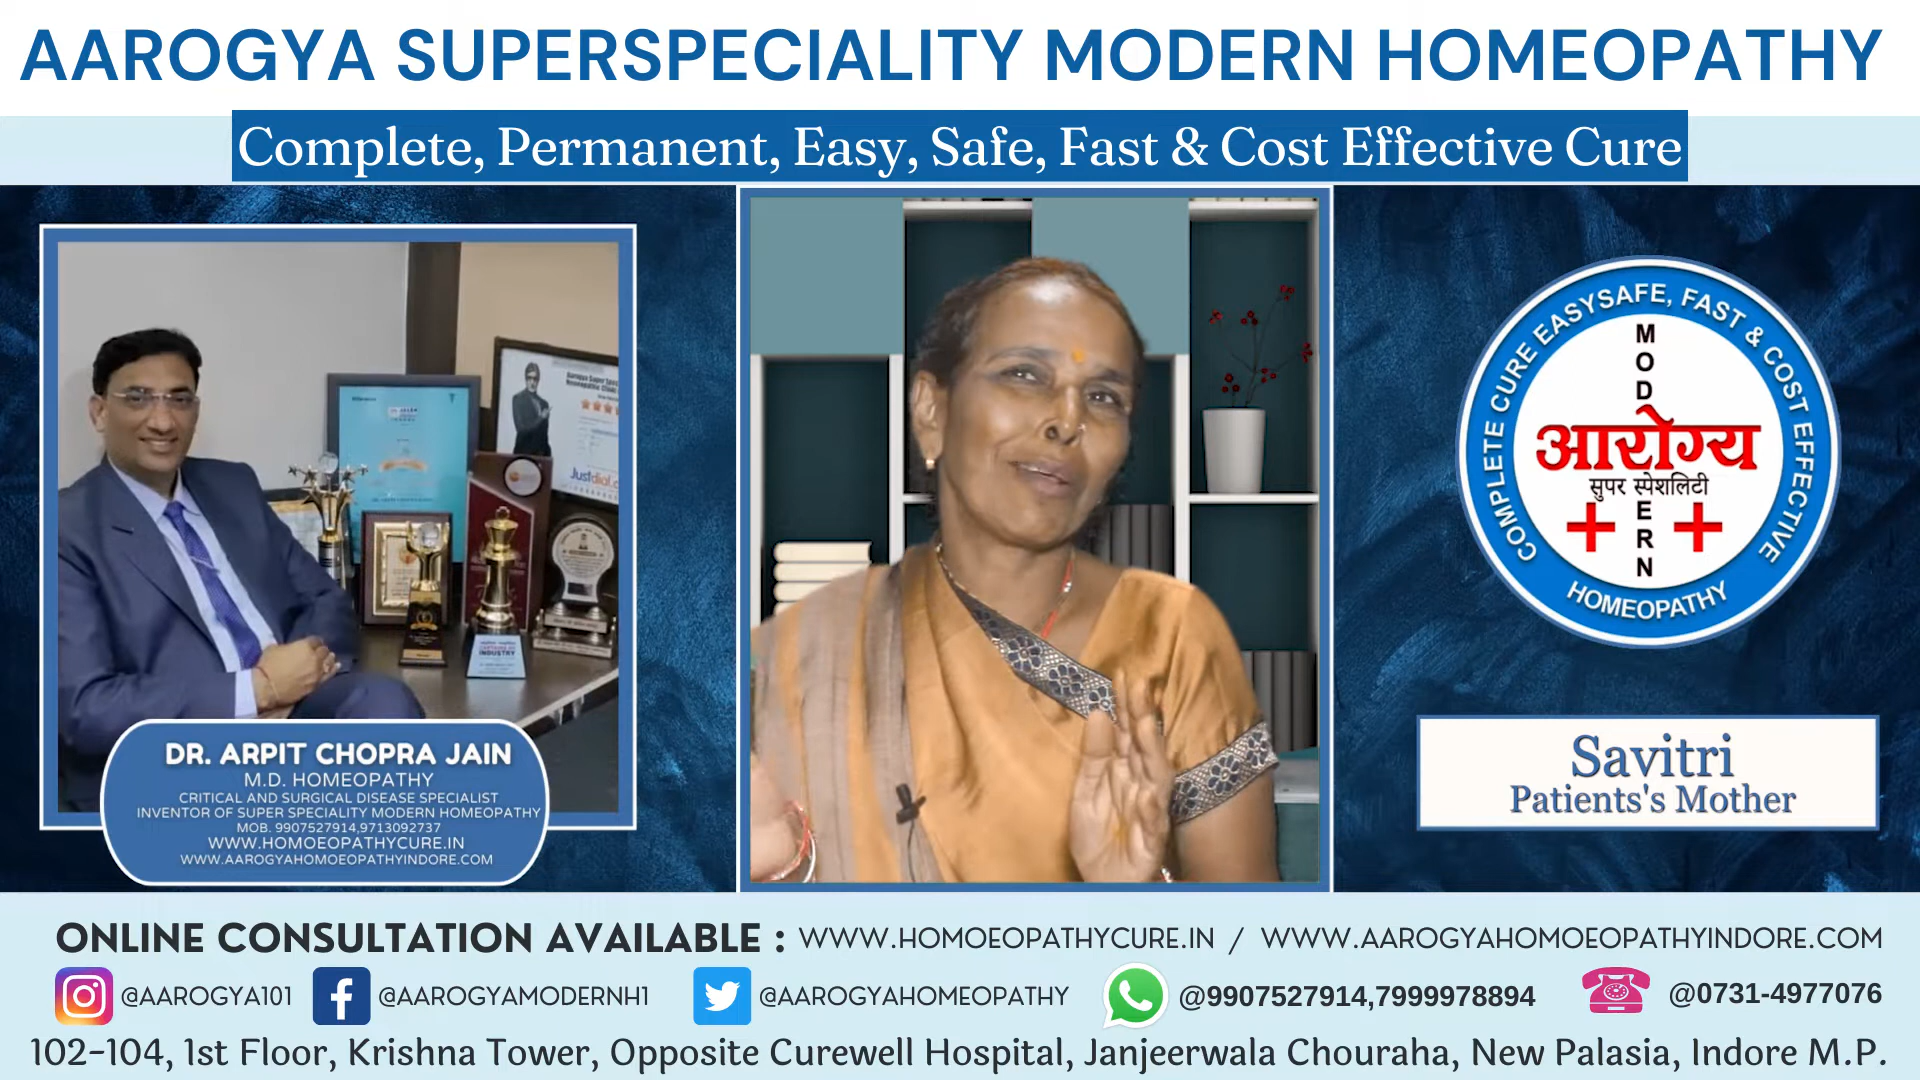 AAROGYA SUPERSPECIALITY MODERN HOMEOPATHY
Complete, Permanent, Easy, Safe, Fast & Cost Effective Cure
Justdial
INDUSTRY
DR. ARPIT CHOPRA JAIN
M.D. HOMEOPATHY
CRITICAL AND SURGICAL DISEASE SPECIALIST
INVENTOR OF SUPER SPECIALITY MODERN HOMEOPATHY
MOB. 9907527914,9713092737
WWW.HOMOEOPATHYCURE.IN
WWW.AAROGYAHOMOEOPATHYINDORE.COM
COMPLETE CURE EASYSAFE, FAST & COST EFFECTIVE
MODERN
आरोग्य
सुपर स्पेशलिटी
HOMEOPATHY
Savitri
Patients's Mother
ONLINE CONSULTATION AVAILABLE : WWW.HOMOEOPATHYCURE.IN / WWW.AAROGYAHOMOEOPATHYINDORE.COM
@AAROGYA101 @AAROGYAMODERNH1 @AAROGYAHOMEOPATHY @9907527914,7999978894 @0731-4977076
102-104, 1st Floor, Krishna Tower, Opposite Curewell Hospital, Janjeerwala Chouraha, New Palasia, Indore M.P.